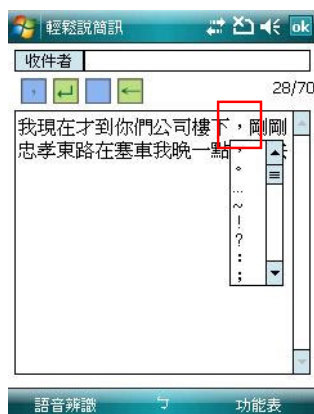 輕鬆說簡訊 ok
收件者
28/70
我現在才到你們公司樓下，剛剛
忠孝東路在塞車我晚一點
，
。
…
~
!
?
:
;
語音辨識 ㄅ 功能表